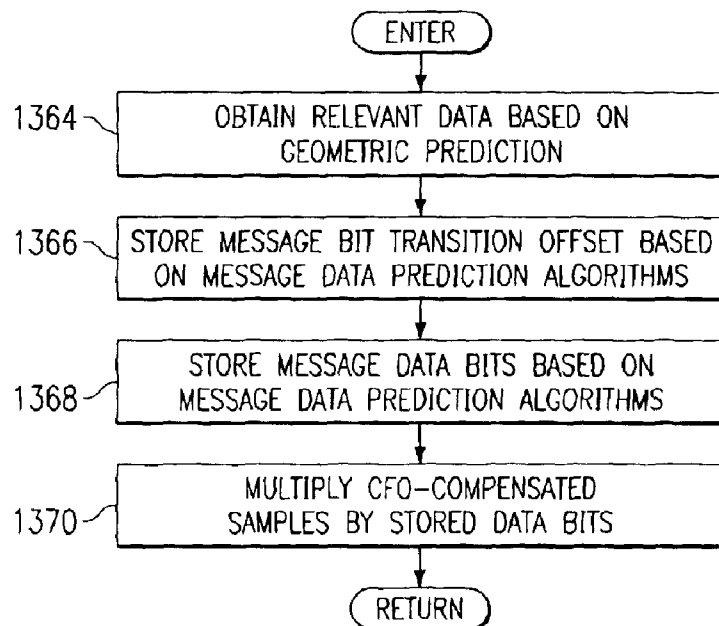 ENTER
1364
OBTAIN RELEVANT DATA BASED ON
GEOMETRIC PREDICTION
1366
STORE MESSAGE BIT TRANSITION OFFSET BASED
ON MESSAGE DATA PREDICTION ALGORITHMS
1368
STORE MESSAGE DATA BITS BASED ON
MESSAGE DATA PREDICTION ALGORITHMS
1370
MULTIPLY CFO-COMPENSATED
SAMPLES BY STORED DATA BITS
RETURN